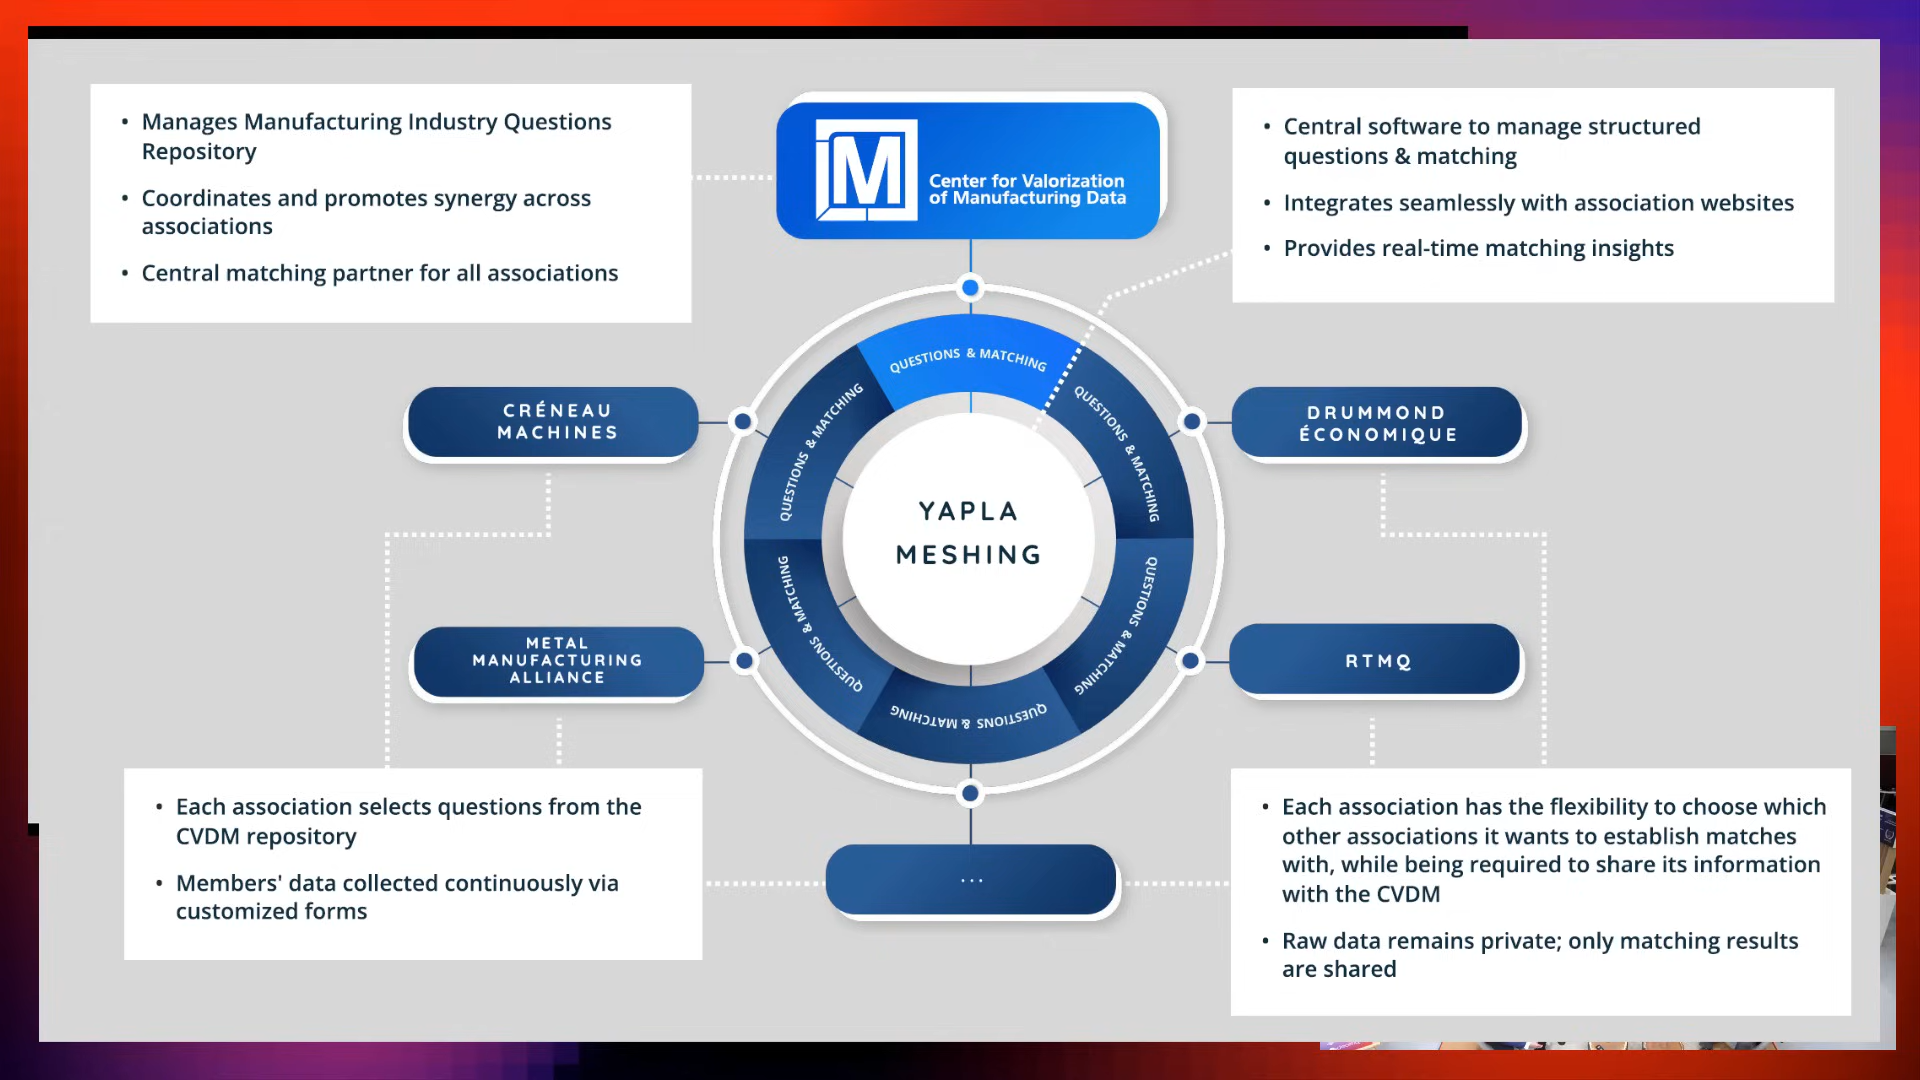 • Manages Manufacturing Industry Questions
Repository
• Coordinates and promotes synergy across
associations
• Central matching partner for all associations
M
Center for Valorization
of Manufacturing Data
• Central software to manage structured
questions & matching
• Integrates seamlessly with association websites
• Provides real-time matching insights
CRÉNEAU
MACHINES
DRUMMOND
ÉCONOMIQUE
QUESTIONS & MATCHING
QUESTIONS & MATCHING
QUESTIONS & MATCHING
QUESTIONS & MATCHING
QUESTIONS & MATCHING
QUESTIONS & MATCHING
YAPLA
MESHING
METAL
MANUFACTURING
ALLIANCE
RTMQ
...
• Each association selects questions from the
CVDM repository
• Members' data collected continuously via
customized forms
• Each association has the flexibility to choose which
other associations it wants to establish matches
with, while being required to share its information
with the CVDM
• Raw data remains private; only matching results
are shared